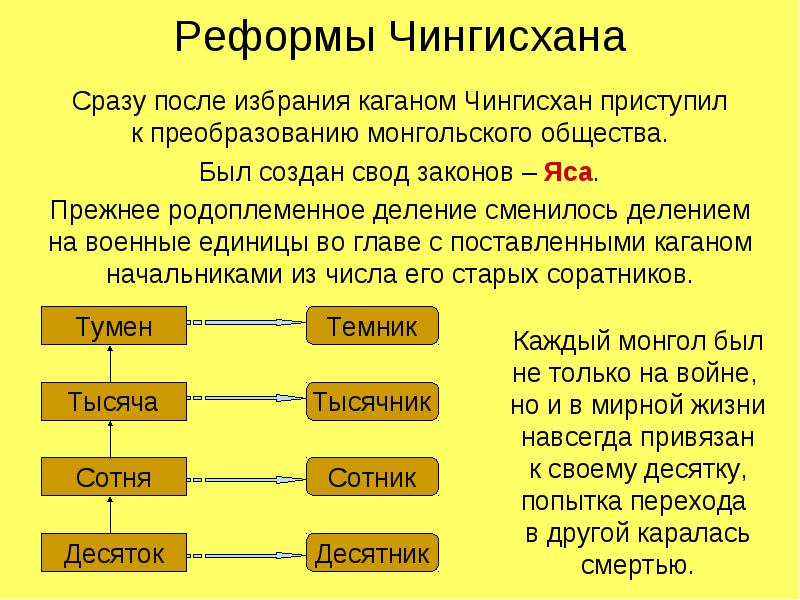 Реформы Чингисхана
Сразу после избрания каганом Чингисхан приступил
к преобразованию монгольского общества.
Был создан свод законов – Яса.
Прежнее родоплеменное деление сменилось делением
на военные единицы во главе с поставленными каганом
начальниками из числа его старых соратников.
Тумен
Темник
Тысяча
Тысячник
Сотня
Сотник
Десяток
Десятник
Каждый монгол был
не только на войне,
но и в мирной жизни
навсегда привязан
к своему десятку,
попытка перехода
в другой каралась
смертью.